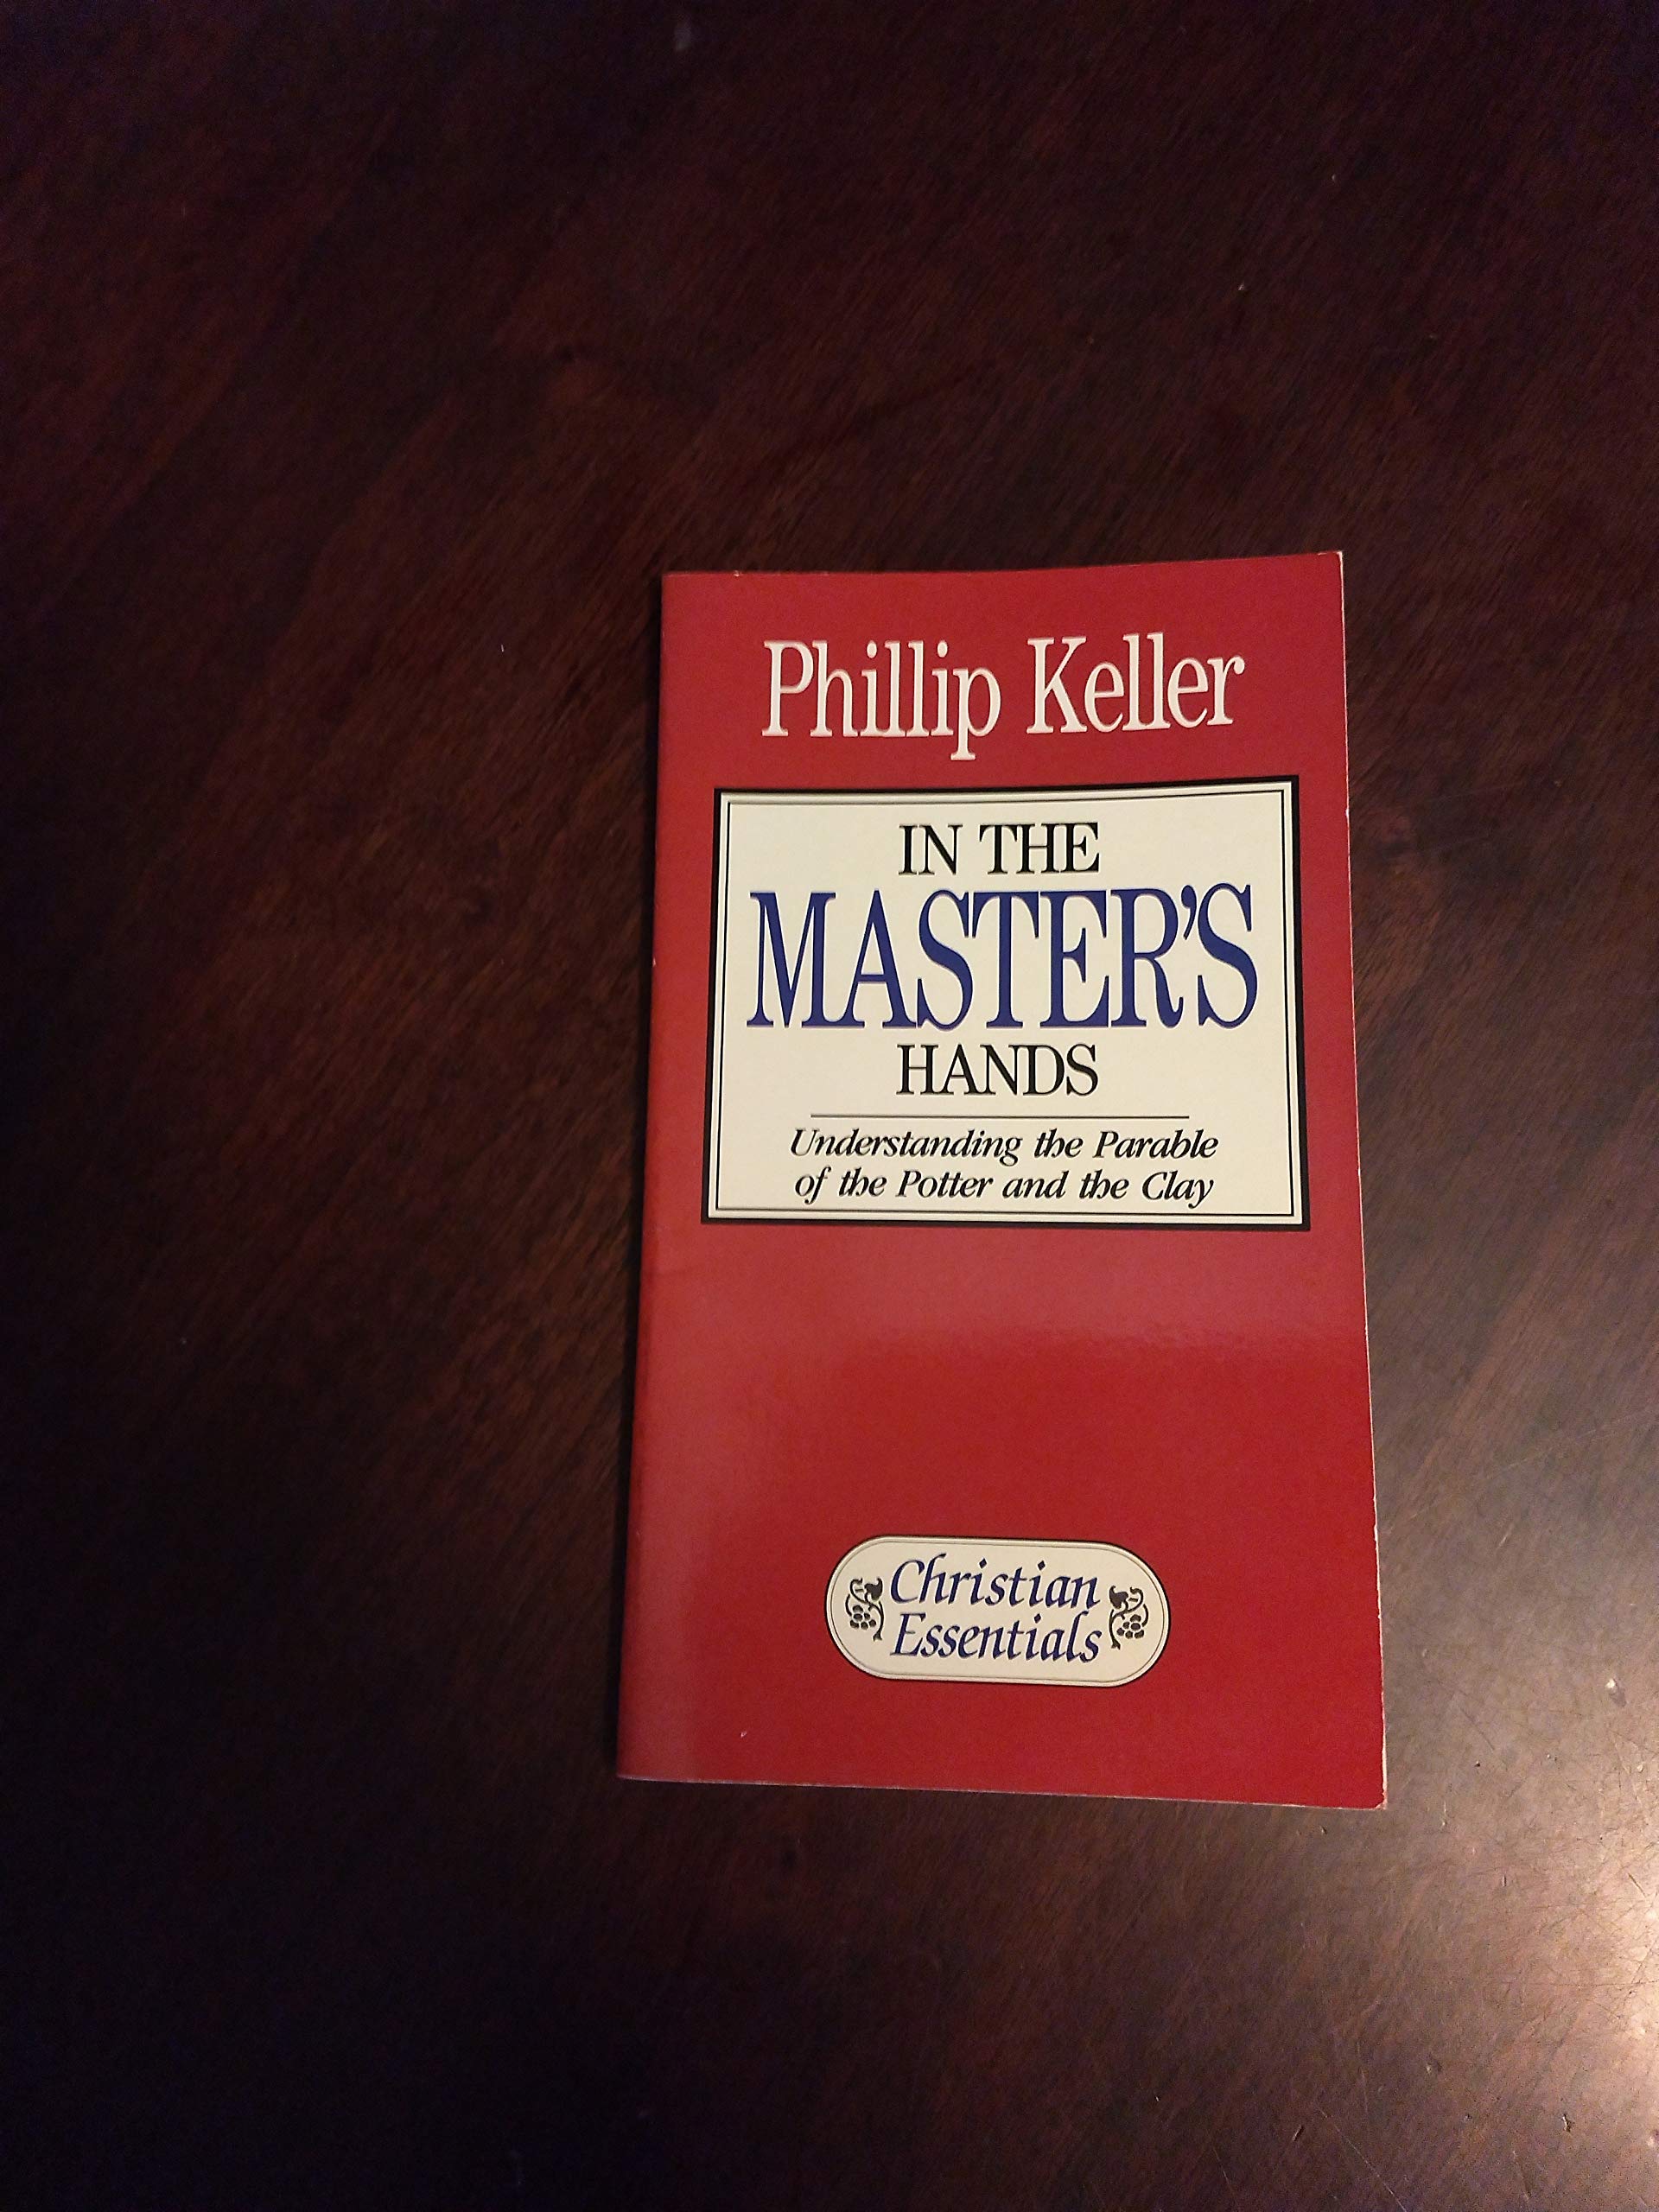 Phillip Keller
IN THE
MASTER'S
HANDS
Understanding the Parable
of the Potter and the Clay
Christian
Essentials